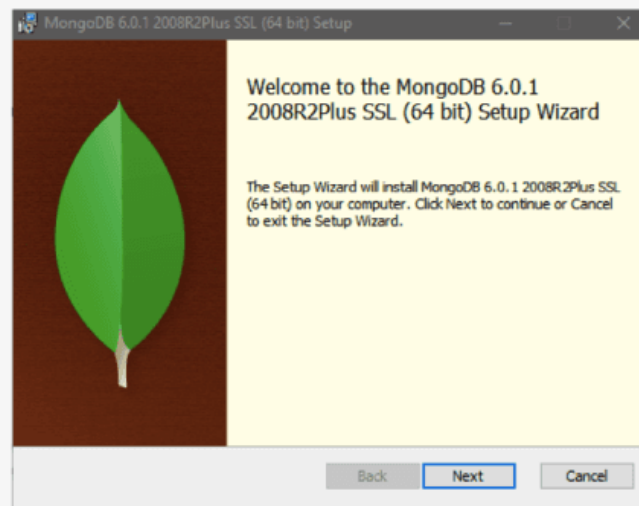 MongoDB 6.0.1 2008R2Plus SSL (64 bit) Setup
Welcome to the MongoDB 6.0.1
2008R2Plus SSL (64 bit) Setup Wizard
The Setup Wizard will install MongoDB 6.0.1 2008R2Plus SSL
(64 bit) on your computer. Click Next to continue or Cancel
to exit the Setup Wizard.
Back
Next
Cancel